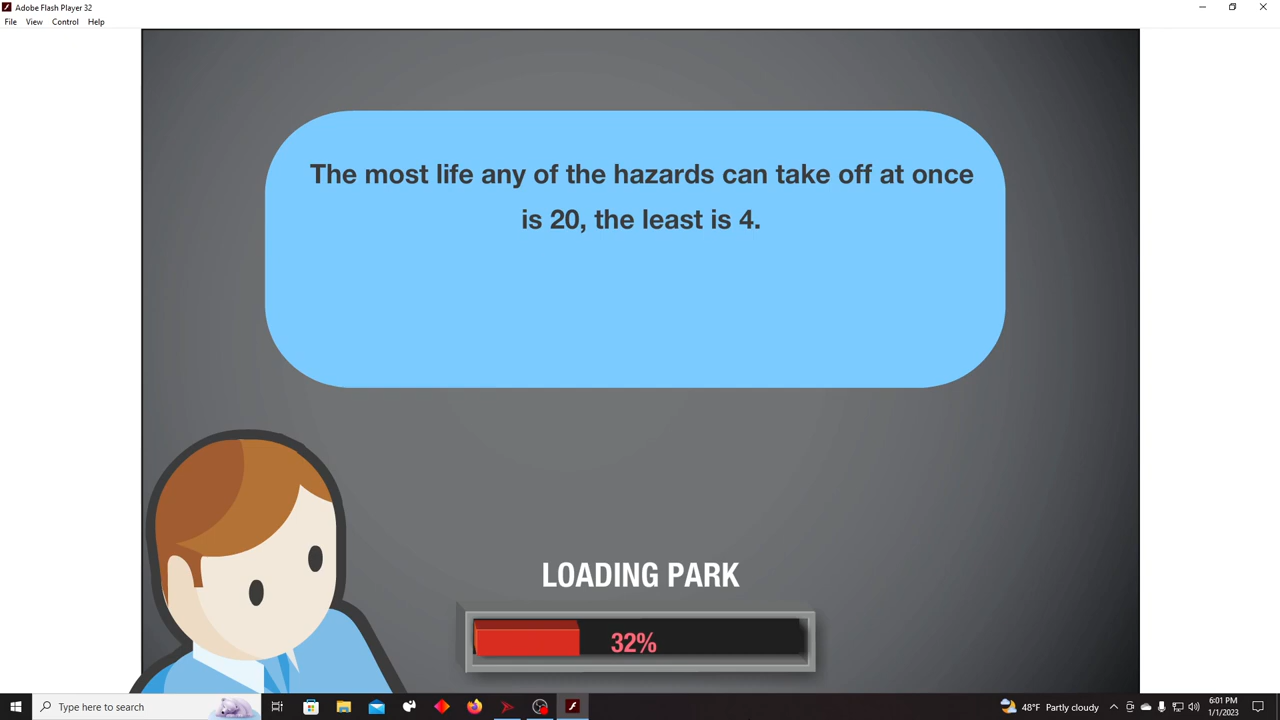 Adobe Flash Player 32
File View Control Help
The most life any of the hazards can take off at once
is 20, the least is 4.
LOADING PARK
32%
Type here to search
48°F Partly cloudy
6:01 PM
1/1/2023